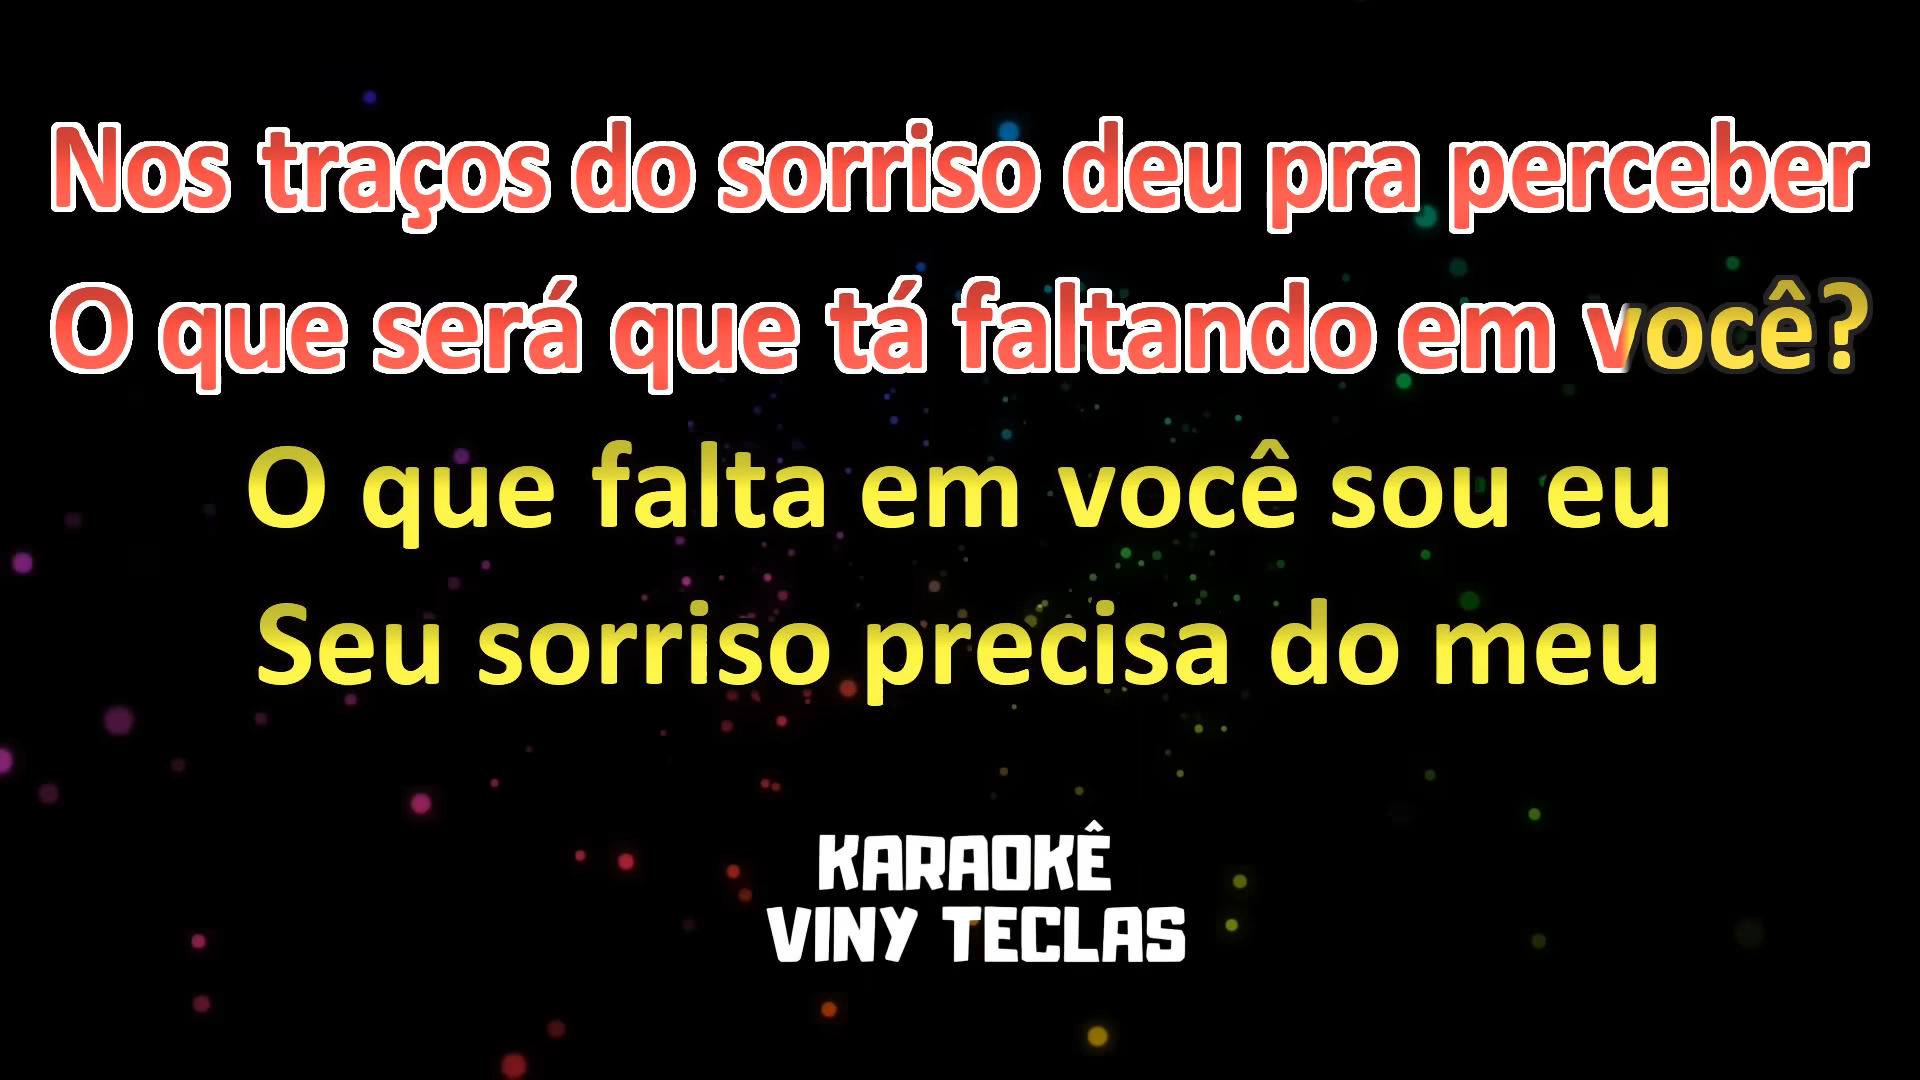 Nos traços do sorriso deu pra perceber
O que será que tá faltando em você?
O que falta em você sou eu
Seu sorriso precisa do meu
KARAOKÊ
VINY TECLAS